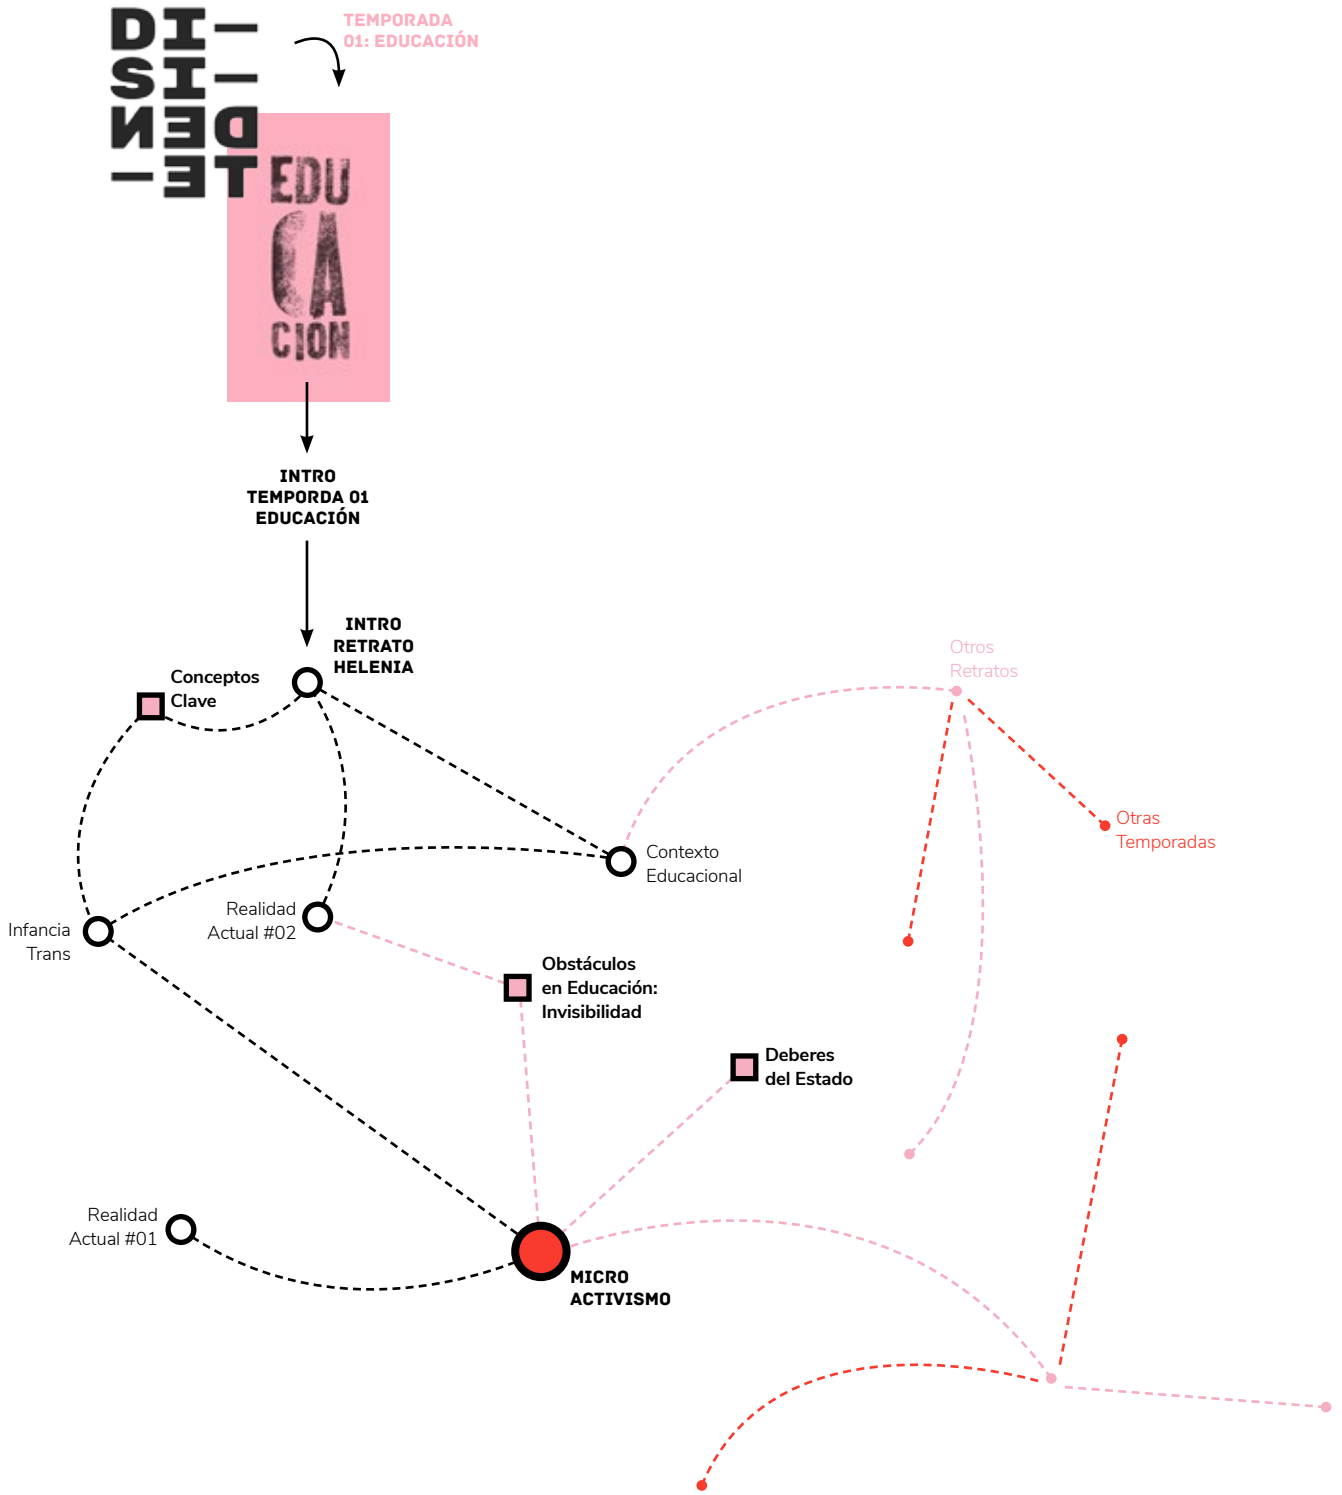 DI—
SI—
NED
—ET
TEMPORADA
01: EDUCACIÓN
EDU
CA
CIÓN
INTRO
TEMPORDA 01
EDUCACIÓN
INTRO
RETRATO
HELENIA
Conceptos
Clave
Otros
Retratos
Otras
Temporadas
Contexto
Educacional
Realidad
Actual #02
Infancia
Trans
Obstáculos
en Educación:
Invisibilidad
Deberes
del Estado
Realidad
Actual #01
MICRO
ACTIVISMO